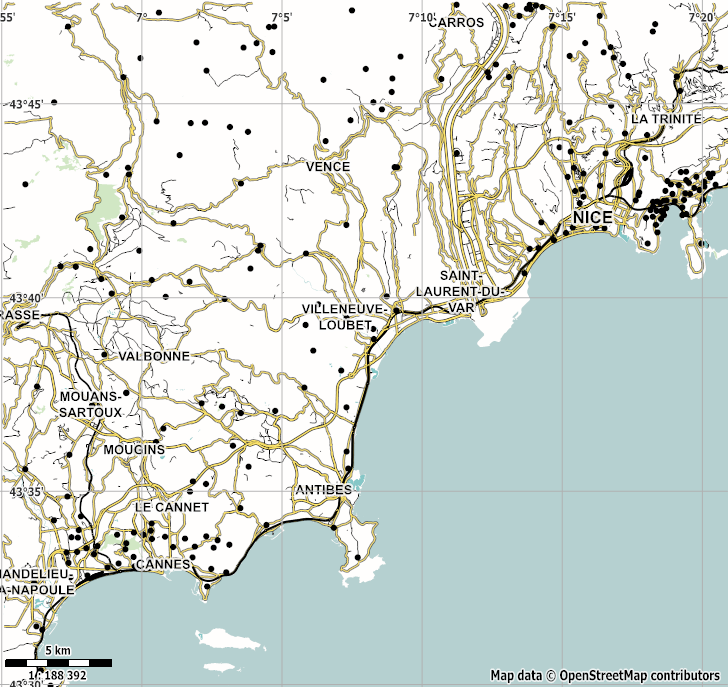 55'
7°
7°5'
7°10'
7°15'
7°20'
CARROS
43°45'
LA TRINITÉ
VENCE
NICE
SAINT-
LAURENT-DU-
VAR
43°40'
VILLENEUVE-
LOUBET
RASSE
VALBONNE
MOUANS-
SARTOUX
MOUGINS
43°35'
ANTIBES
LE CANNET
CANNES
MANDELIEU
A-NAPOULE
5 km
1: 188 392
43°30'
Map data © OpenStreetMap contributors